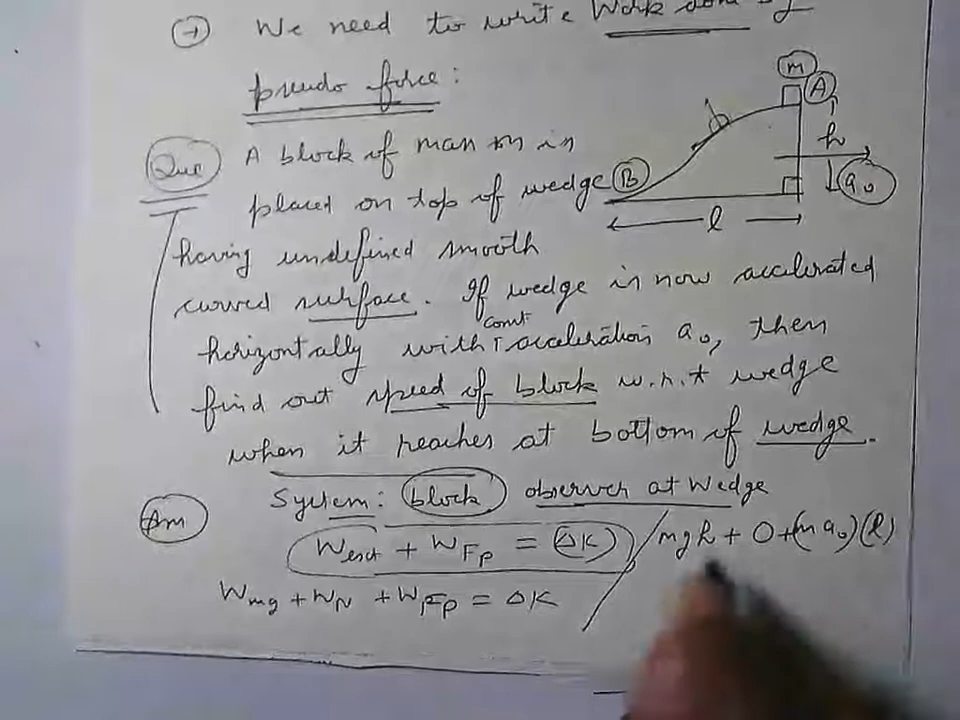 → We need to write Work done by
pseudo force:
m
A
h
a₀
B
l
Que A block of mass m is
placed on top of wedge
having undefined smooth
curved surface. If wedge is now accelerated
const
horizontally with acceleration a₀, then
find out speed of block w.r.t wedge
when it reaches at bottom of wedge.
Ans System: block observer at wedge
Wext + WFp = ΔK / mgh + 0 + (ma₀)(l)
Wmg + WN + WFp = ΔK